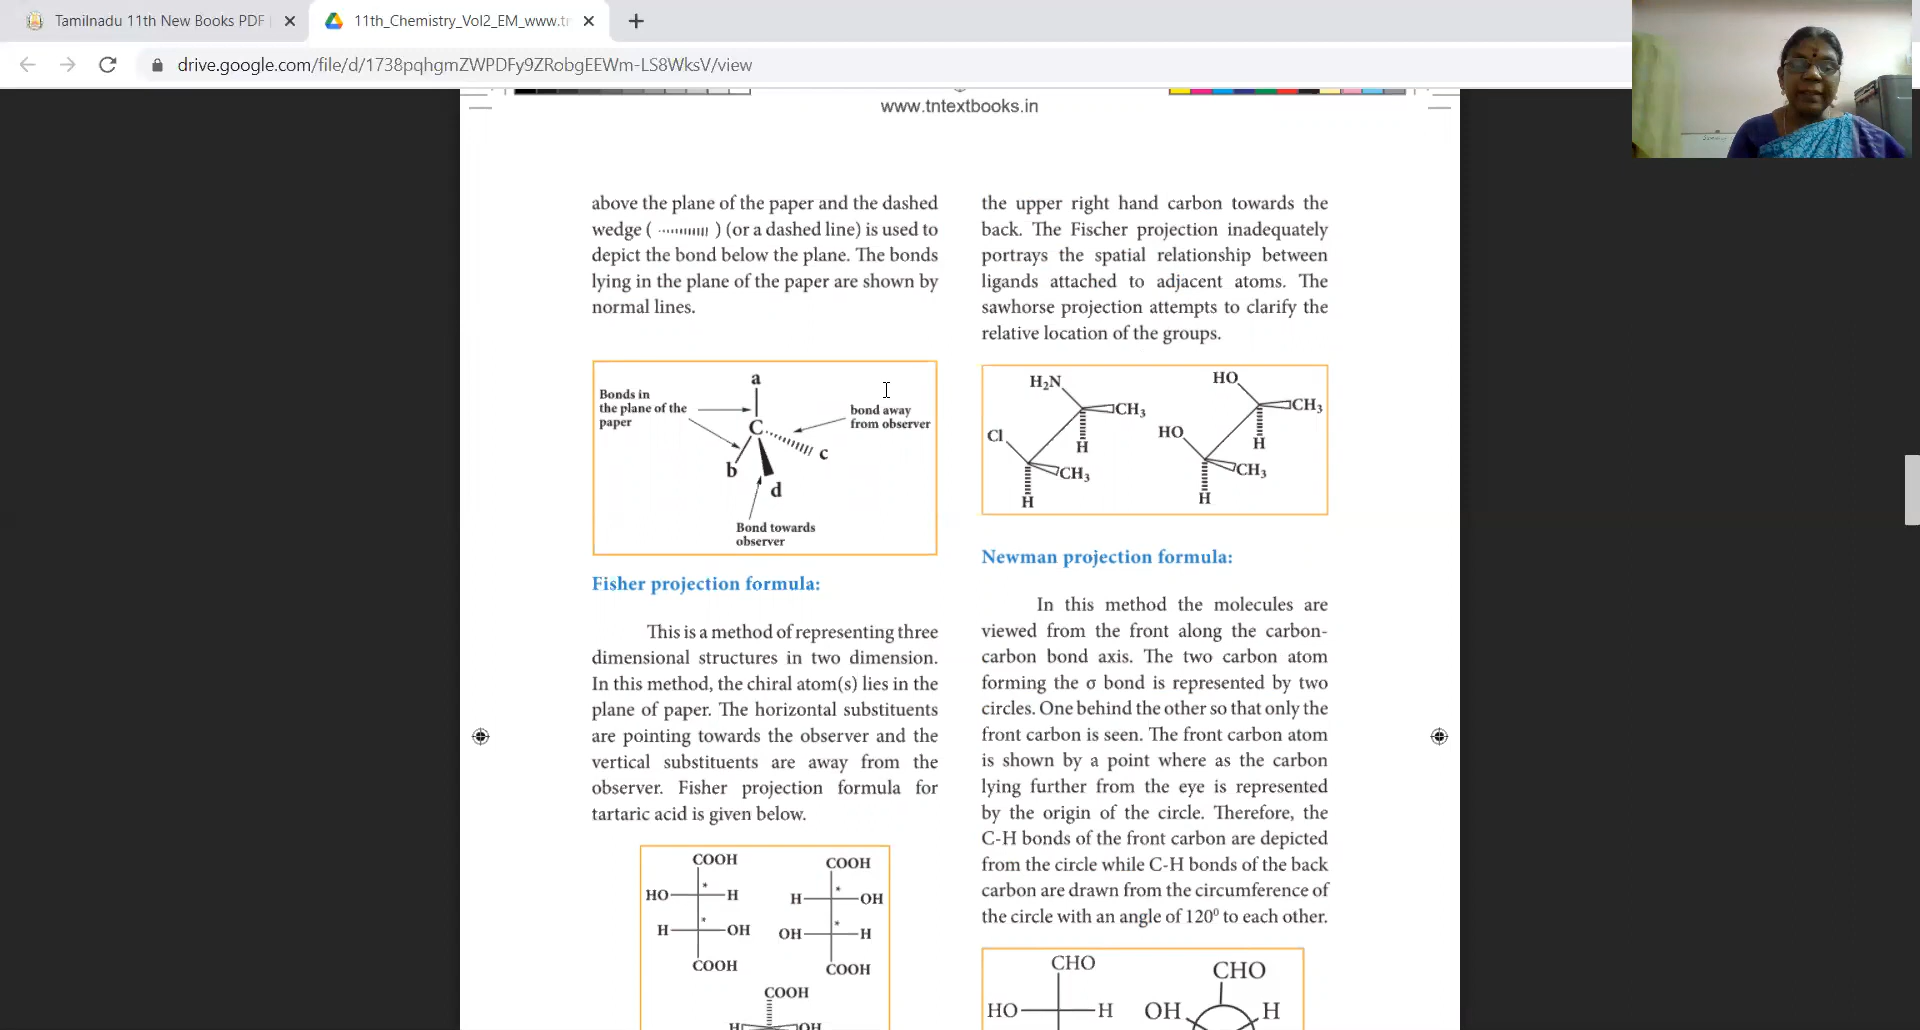 Tamilnadu 11th New Books PDF
11th_Chemistry_Vol2_EM_www.tn
drive.google.com/file/d/1738pqhgmZWPDFy9ZRobgEEWm-LS8WksV/view
www.tntextbooks.in
above the plane of the paper and the dashed
wedge ( ) (or a dashed line) is used to
depict the bond below the plane. The bonds
lying in the plane of the paper are shown by
normal lines.
a
Bonds in
the plane of the
paper
bond away
from observer
C
c
b
d
Bond towards
observer
Fisher projection formula:
This is a method of representing three
dimensional structures in two dimension.
In this method, the chiral atom(s) lies in the
plane of paper. The horizontal substituents
are pointing towards the observer and the
vertical substituents are away from the
observer. Fisher projection formula for
tartaric acid is given below.
COOH COOH
* *
HO H H OH
* *
H OH OH H
COOH COOH
COOH
H OH
the upper right hand carbon towards the
back. The Fischer projection inadequately
portrays the spatial relationship between
ligands attached to adjacent atoms. The
sawhorse projection attempts to clarify the
relative location of the groups.
H₂N HO
CH₃ CH₃
Cl H HO H
CH₃ CH₃
H H
Newman projection formula:
In this method the molecules are
viewed from the front along the carbon-
carbon bond axis. The two carbon atom
forming the σ bond is represented by two
circles. One behind the other so that only the
front carbon is seen. The front carbon atom
is shown by a point where as the carbon
lying further from the eye is represented
by the origin of the circle. Therefore, the
C-H bonds of the front carbon are depicted
from the circle while C-H bonds of the back
carbon are drawn from the circumference of
the circle with an angle of 120⁰ to each other.
CHO CHO
HO H OH H